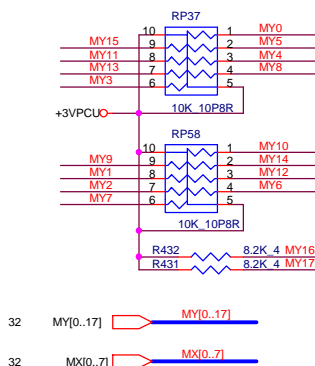 RP37
10 1 MY0
MY15 9 2 MY5
MY11 8 3 MY4
MY13 7 4 MY8
MY3 6 5
+3VPCU
10K_10P8R
RP58
10 1 MY10
MY9 9 2 MY14
MY1 8 3 MY12
MY2 7 4 MY6
MY7 6 5
10K_10P8R
R432 8.2K_4 MY16
R431 8.2K_4 MY17
32 MY[0..17] MY[0..17]
32 MX[0..7] MX[0..7]